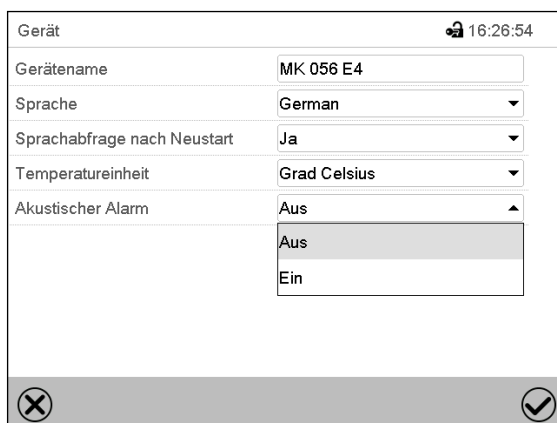 Gerät 16:26:54
Gerätename MK 056 E4
Sprache German
Sprachabfrage nach Neustart Ja
Temperatureinheit Grad Celsius
Akustischer Alarm Aus
Aus
Ein